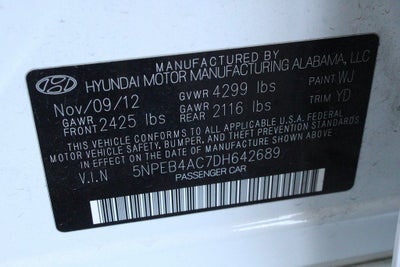 HYUNDAI MOTOR MANUFACTURING ALABAMA, LLC
Nov/09/12 GVWR 4299 lbs PAINT WJ
GAWR FRONT 2425 lbs GAWR REAR 2116 lbs TRIM YD
THIS VEHICLE CONFORMS TO ALL APPLICABLE U.S.A. FEDERAL
MOTOR VEHICLE SAFETY, BUMPER, AND THEFT PREVENTION
STANDARDS IN EFFECT ON THE DATE OF MANUFACTURE SHOWN ABOVE.
V.I.N 5NPEB4AC7DH642689
PASSENGER CAR